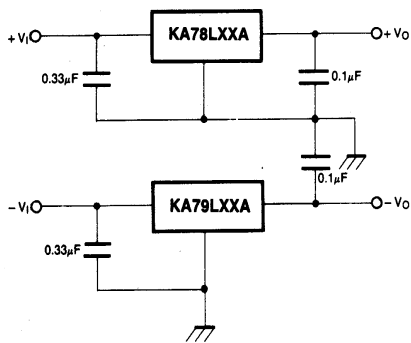 +VI
KA78LXXA
+VO
0.33μF
0.1μF
0.1μF
-VI
KA79LXXA
-VO
0.33μF